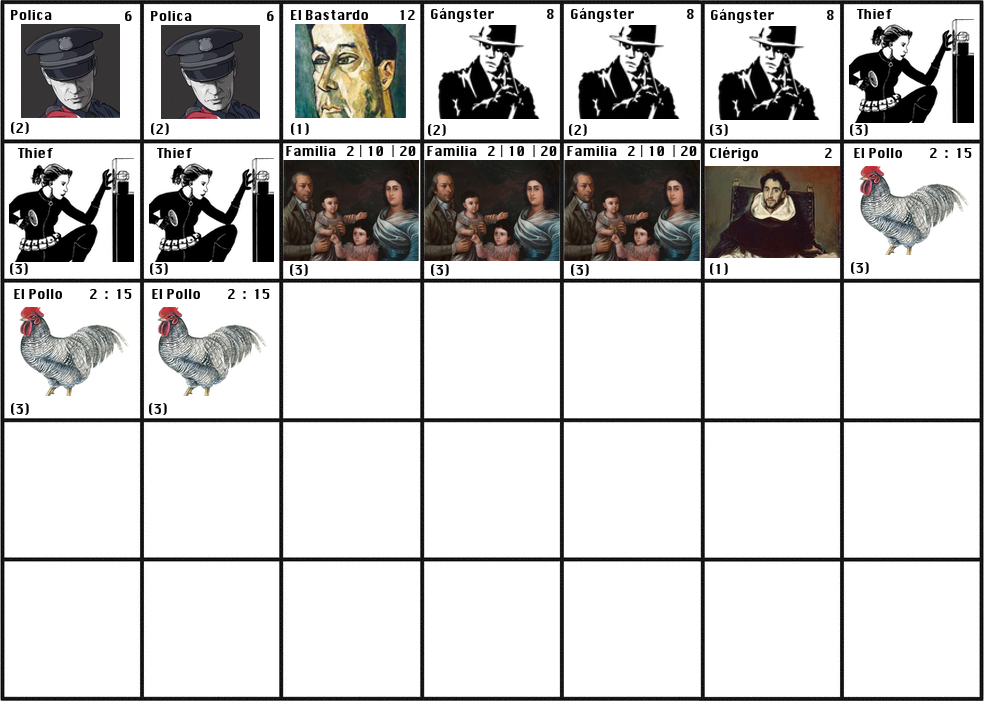 Polica 6
(2)
Polica 6
(2)
El Bastardo 12
(1)
Gángster 8
(2)
Gángster 8
(2)
Gángster 8
(3)
Thief
(3)
Thief
(3)
Thief
(3)
Familia 2|10|20
(3)
Familia 2|10|20
(3)
Familia 2|10|20
(3)
Clérigo 2
(1)
El Pollo 2 : 15
(3)
El Pollo 2 : 15
(3)
El Pollo 2 : 15
(3)